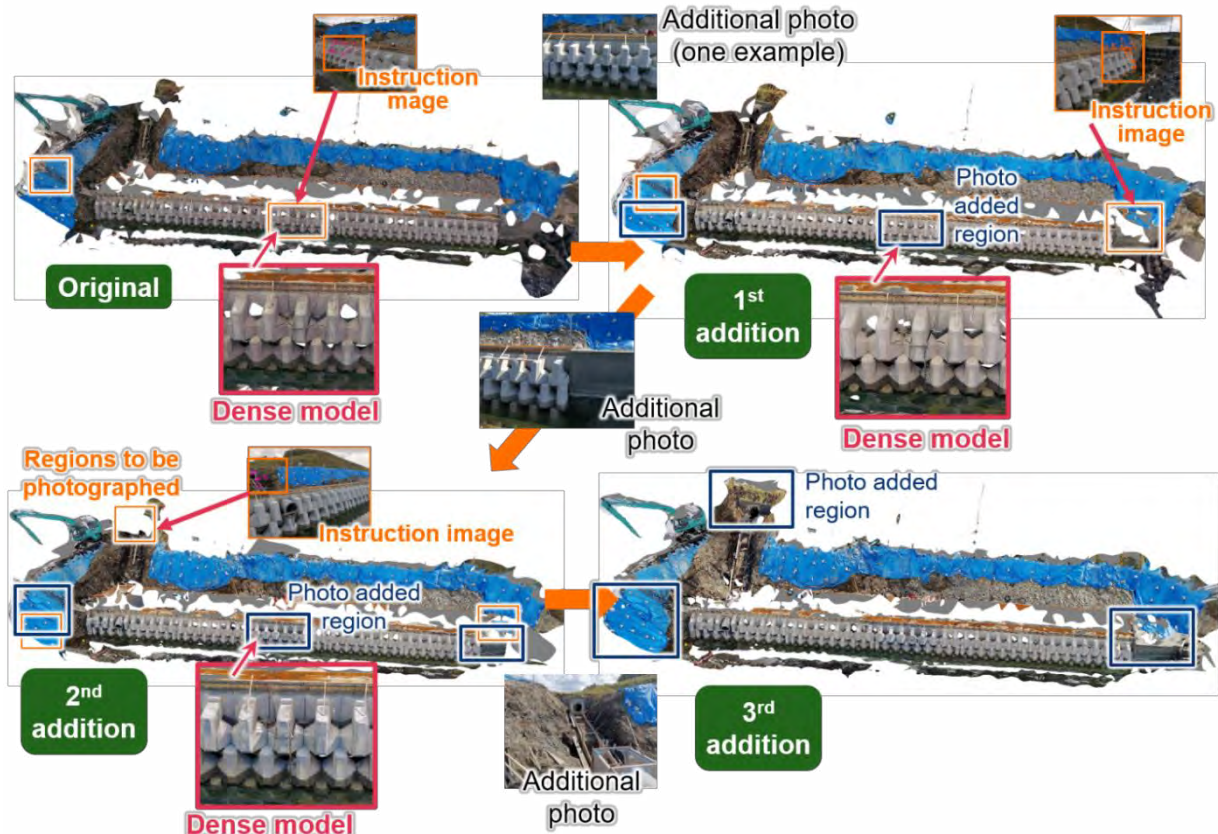 Additional photo
(one example)
Instruction
mage
Instruction
image
Photo
added
region
Original
1st
addition
Dense model
Additional
photo
Dense model
Regions to be
photographed
Instruction image
Photo added
region
Photo added
region
2nd
addition
3rd
addition
Additional
photo
Dense model